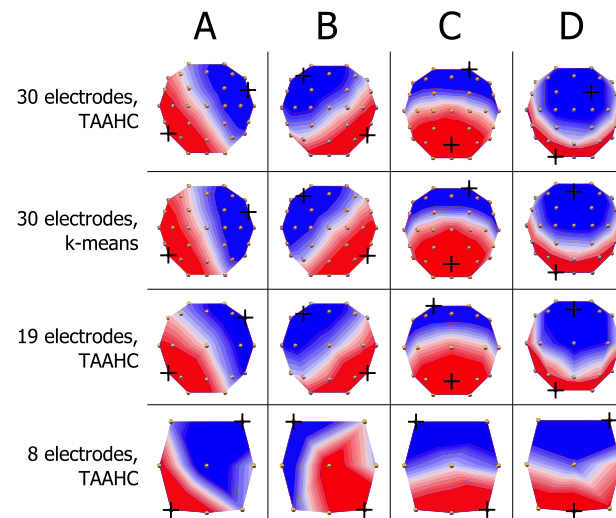 A B C D
30 electrodes,
TAAHC
30 electrodes,
k-means
19 electrodes,
TAAHC
8 electrodes,
TAAHC